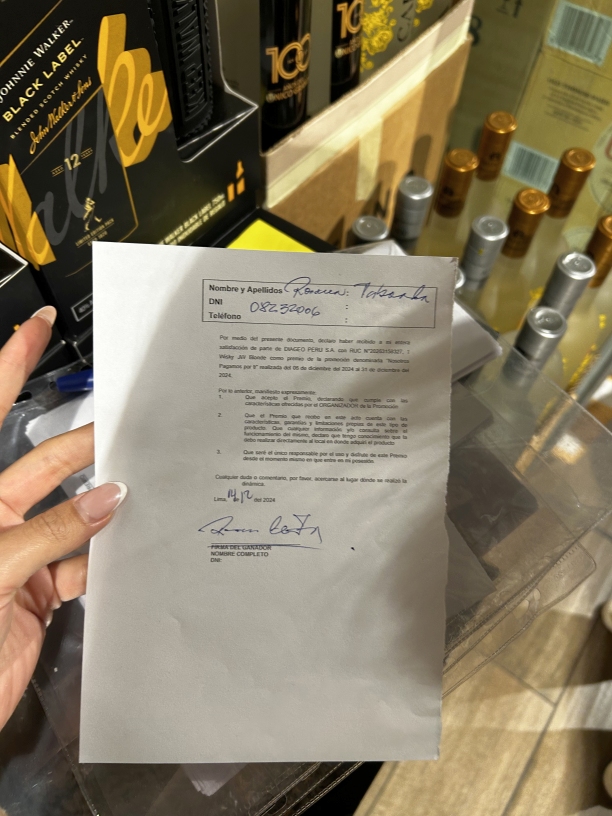 JOHNNIE WALKER
BLACK LABEL
BLENDED SCOTCH WHISKY
John Walker & Sons
12
100
100
Nombre y Apellidos
DNI 08232006 :
Teléfono :
Por medio del presente documento, declaro haber recibido a mi entera
satisfacción de parte de DIAGEO PERU S.A. con RUC
Wisky JW Blonde como premio de la promoción denominada "Nosotros
Pagamos por ti" realizada del 06 de diciembre del 2024 al 31 de diciembre del
2024.
Por lo anterior, manifiesto expresamente:
1. Que acepto el Premio, declarando que cumple con las
características ofrecidas por el ORGANIZADOR de la Promoción
2. Que el Premio que recibo en este acto cuenta con las
características, garantías y limitaciones propias de este tipo de
producto. Que cualquier información y/o consulta sobre el
funcionamiento del mismo, declaro que tengo conocimiento que la
debo realizar directamente al local en donde adquirí el producto
3. Que seré el único responsable por el uso y disfrute de este Premio
desde el momento mismo en que entre en mi posesión.
Cualquier duda o comentario, por favor, acercarse al lugar donde se realizó la
dinámica.
Lima, 14 de 12 del 2024
FIRMA DEL GANADOR
NOMBRE COMPLETO
DNI: